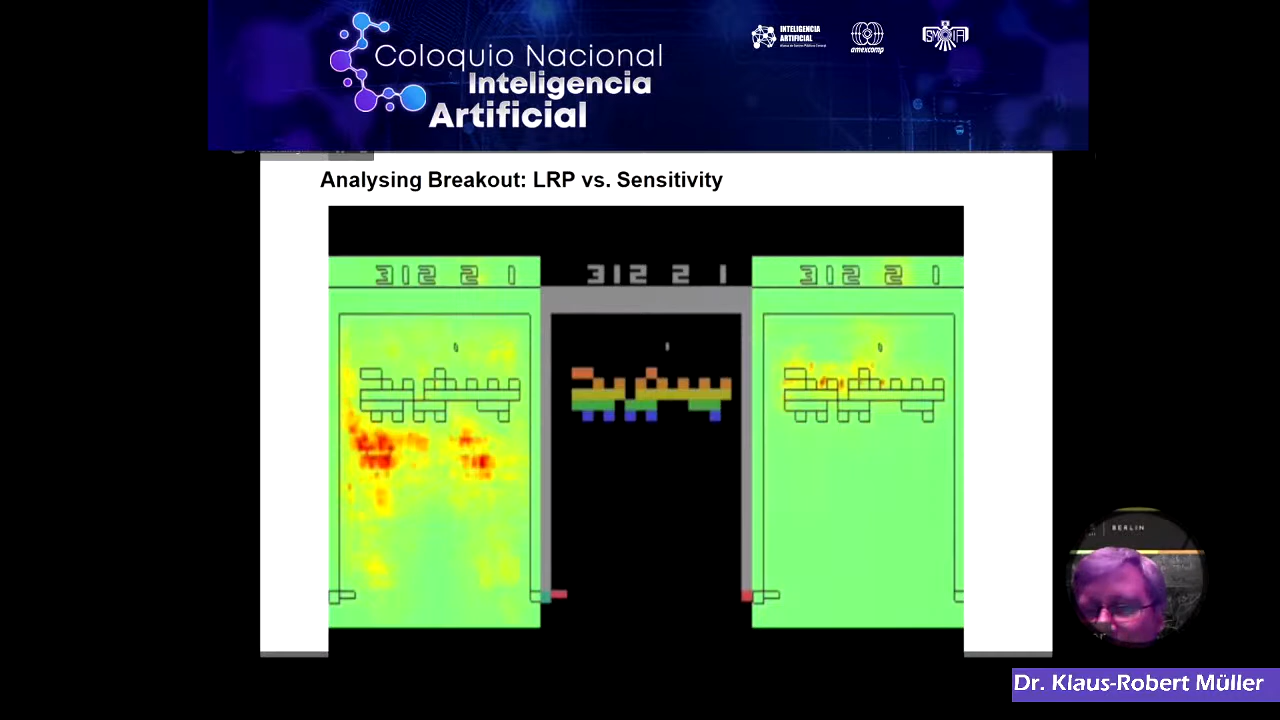 Coloquio Nacional
Inteligencia
Artificial
INTELIGENCIA
ARTIFICIAL
amexcomp
SMIA
Analysing Breakout: LRP vs. Sensitivity
312 2 1
312 2 1
312 2 1
BERLIN
Dr. Klaus-Robert Müller